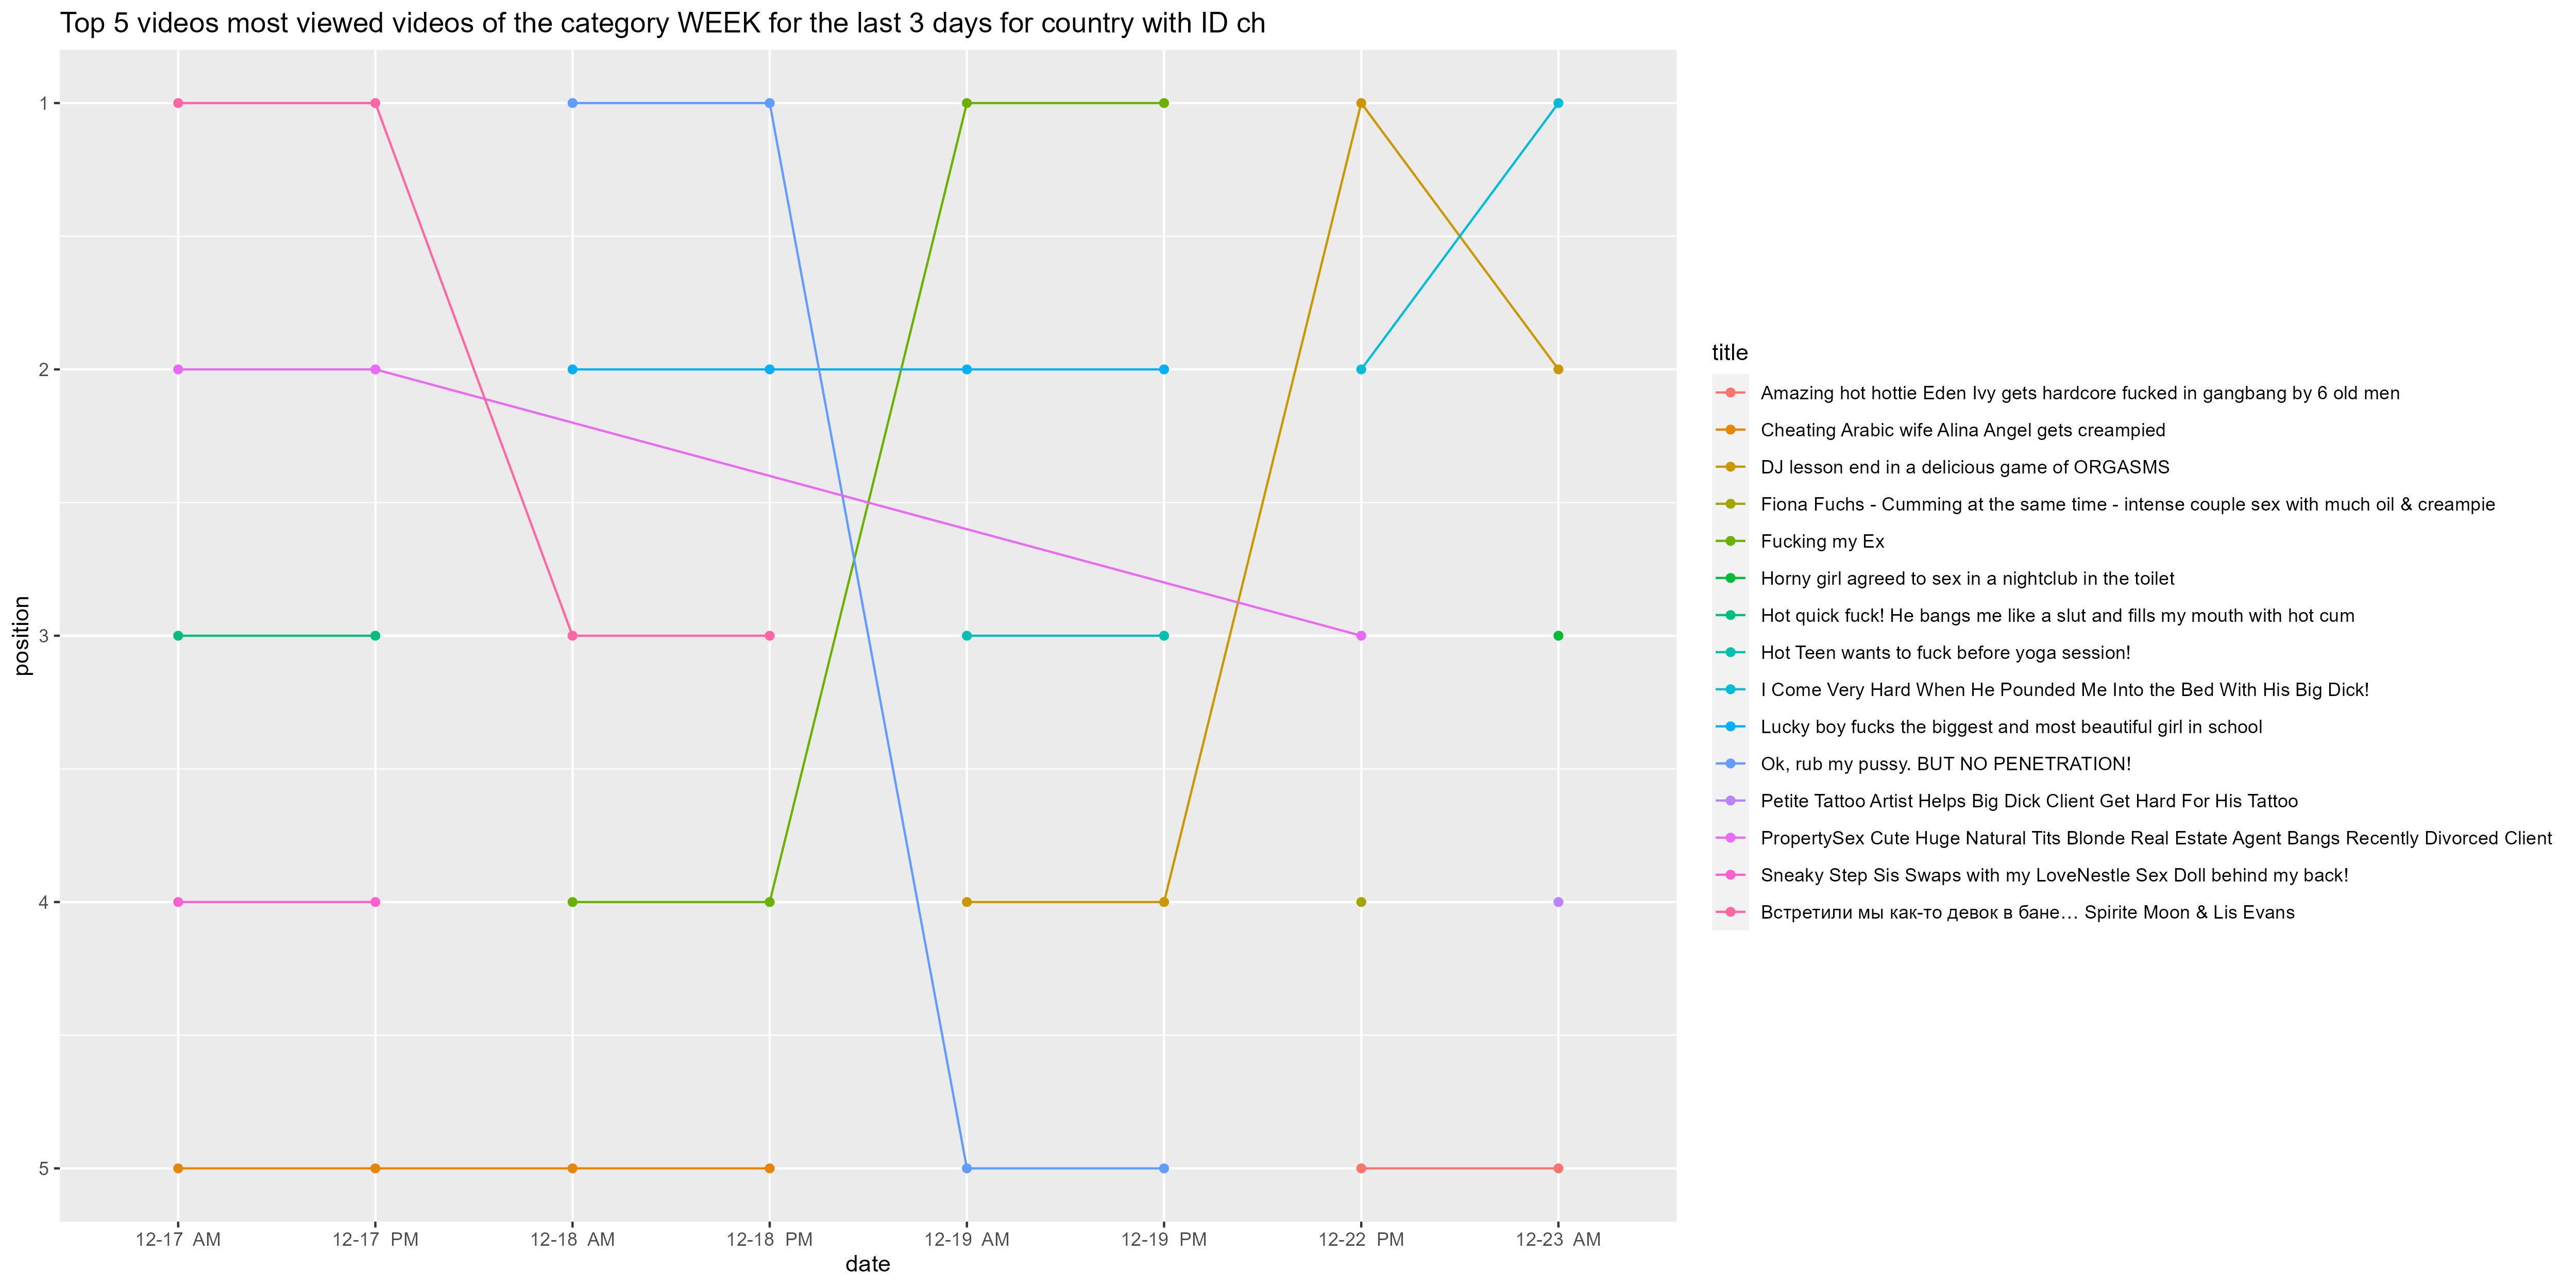 Top 5 videos most viewed videos of the category WEEK for the last 3 days for country with ID ch
position
1
2
3
4
5
12-17 AM
12-17 PM
12-18 AM
12-18 PM
12-19 AM
12-19 PM
12-22 PM
12-23 AM
date
title
Amazing hot hottie Eden Ivy gets hardcore fucked in gangbang by 6 old men
Cheating Arabic wife Alina Angel gets creampied
DJ lesson end in a delicious game of ORGASMS
Fiona Fuchs - Cumming at the same time - intense couple sex with much oil & creampie
Fucking my Ex
Horny girl agreed to sex in a nightclub in the toilet
Hot quick fuck! He bangs me like a slut and fills my mouth with hot cum
Hot Teen wants to fuck before yoga session!
I Come Very Hard When He Pounded Me Into the Bed With His Big Dick!
Lucky boy fucks the biggest and most beautiful girl in school
Ok, rub my pussy. BUT NO PENETRATION!
Petite Tattoo Artist Helps Big Dick Client Get Hard For His Tattoo
PropertySex Cute Huge Natural Tits Blonde Real Estate Agent Bangs Recently Divorced Client
Sneaky Step Sis Swaps with my LoveNestle Sex Doll behind my back!
Встретили мы как-то девок в бане… Spirite Moon & Lis Evans